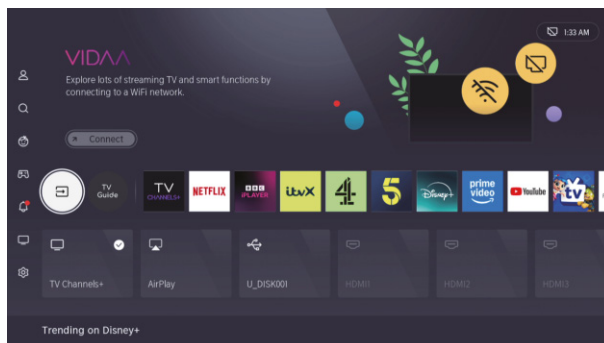 1:33 AM
VIDAA
Explore lots of streaming TV and smart functions by
connecting to a WiFi network.
Connect
TV
Guide
TV
CHANNELS+
NETFLIX
BBC
iPLAYER
itvX
4
5
Disney+
prime
video
YouTube
tv
TV Channels+
AirPlay
U_DISK001
HDMI1
HDMI2
HDMI3
Trending on Disney+